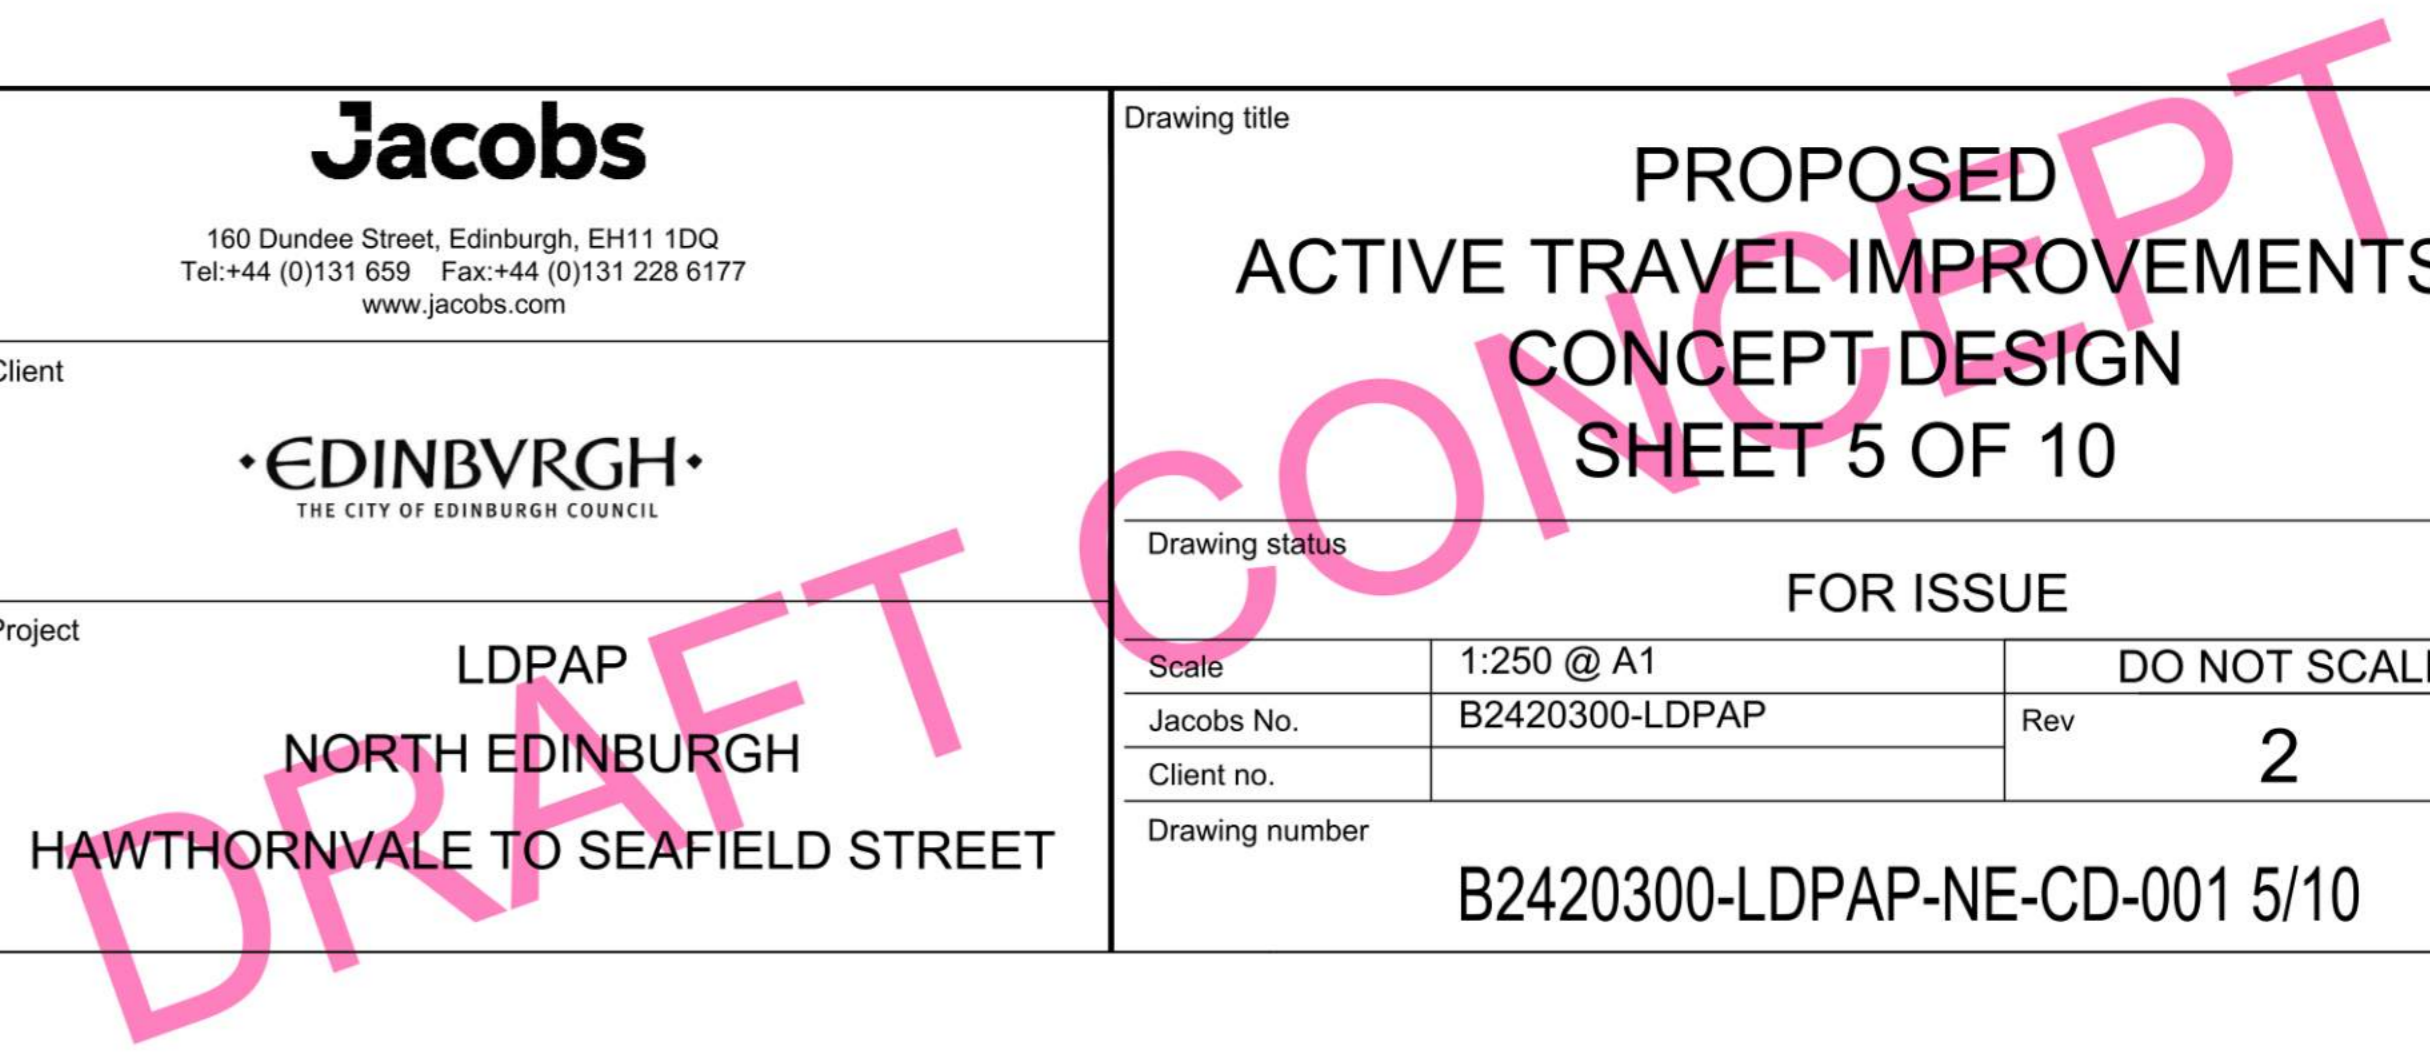 Jacobs
160 Dundee Street, Edinburgh, EH11 1DQ
Tel:+44 (0)131 659 Fax:+44 (0)131 228 6177
www.jacobs.com
Client
EDINBVRGH
THE CITY OF EDINBURGH COUNCIL
Project
LDPAP
NORTH EDINBURGH
HAWTHORNVALE TO SEAFIELD STREET
Drawing title
PROPOSED
ACTIVE TRAVEL IMPROVEMENTS
CONCEPT DESIGN
SHEET 5 OF 10
Drawing status
FOR ISSUE
Scale 1:250 @ A1 DO NOT SCALE
Jacobs No. B2420300-LDPAP Rev 2
Client no.
Drawing number
B2420300-LDPAP-NE-CD-001 5/10
DRAFT CONCEPT